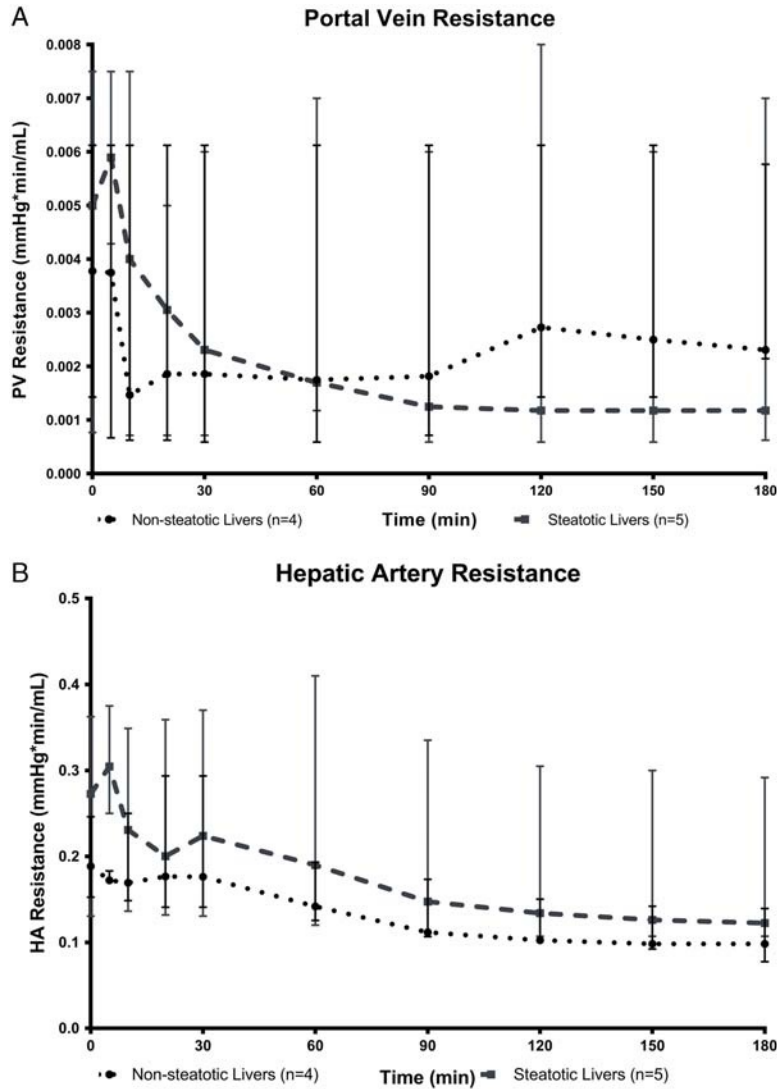 A
Portal Vein Resistance
PV Resistance (mmHg*min/mL)
0.008
0.007
0.006
0.005
0.004
0.003
0.002
0.001
0.000
0 30 60 90 120 150 180
Time (min)
Non-steatotic Livers (n=4) Steatotic Livers (n=5)
B
Hepatic Artery Resistance
HA Resistance (mmHg*min/mL)
0.5
0.4
0.3
0.2
0.1
0.0
0 30 60 90 120 150 180
Time (min)
Non-steatotic Livers (n=4) Steatotic Livers (n=5)